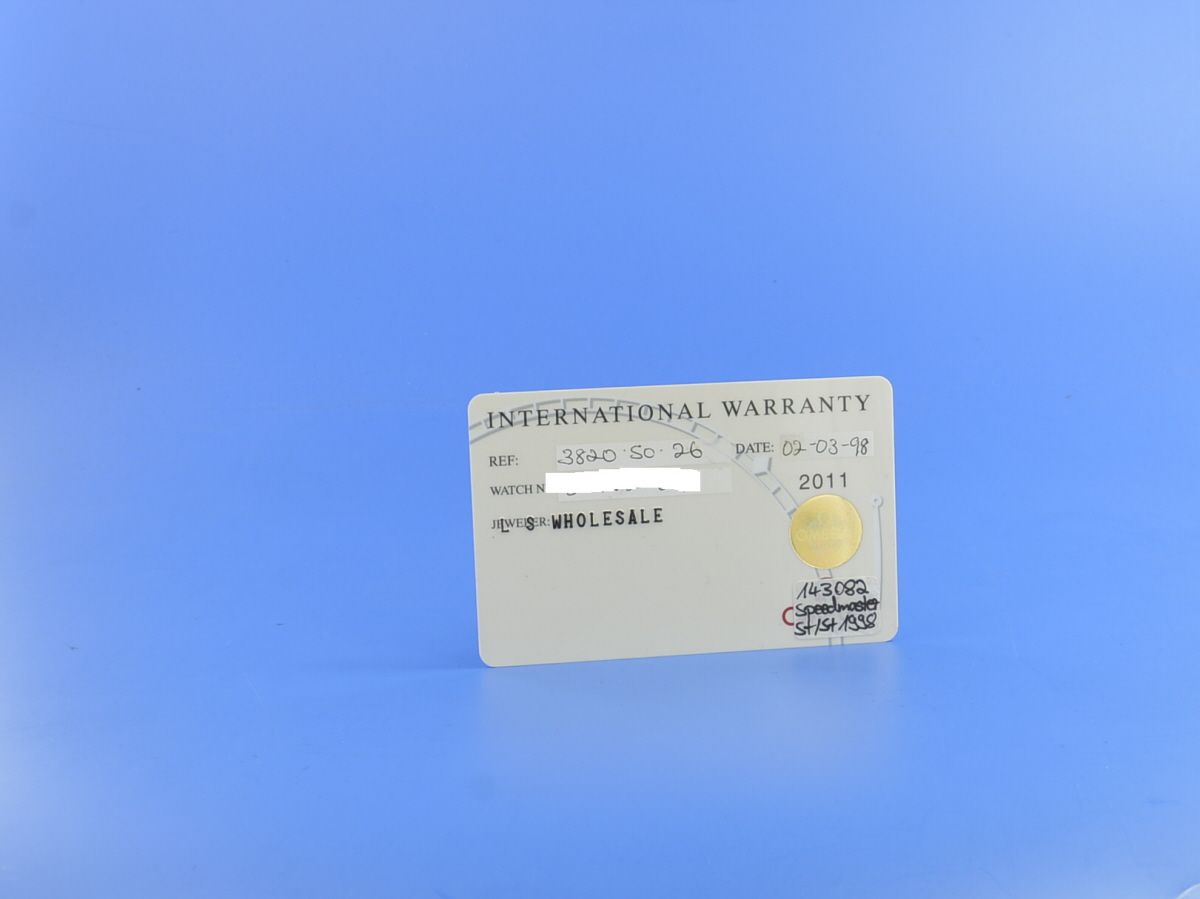 INTERNATIONAL WARRANTY
REF: 3820.50.26 DATE: 02-03-98
WATCH N
2011
JEWELER: L S WHOLESALE
OMEGA
143082
Speedmaster
St/St 1998